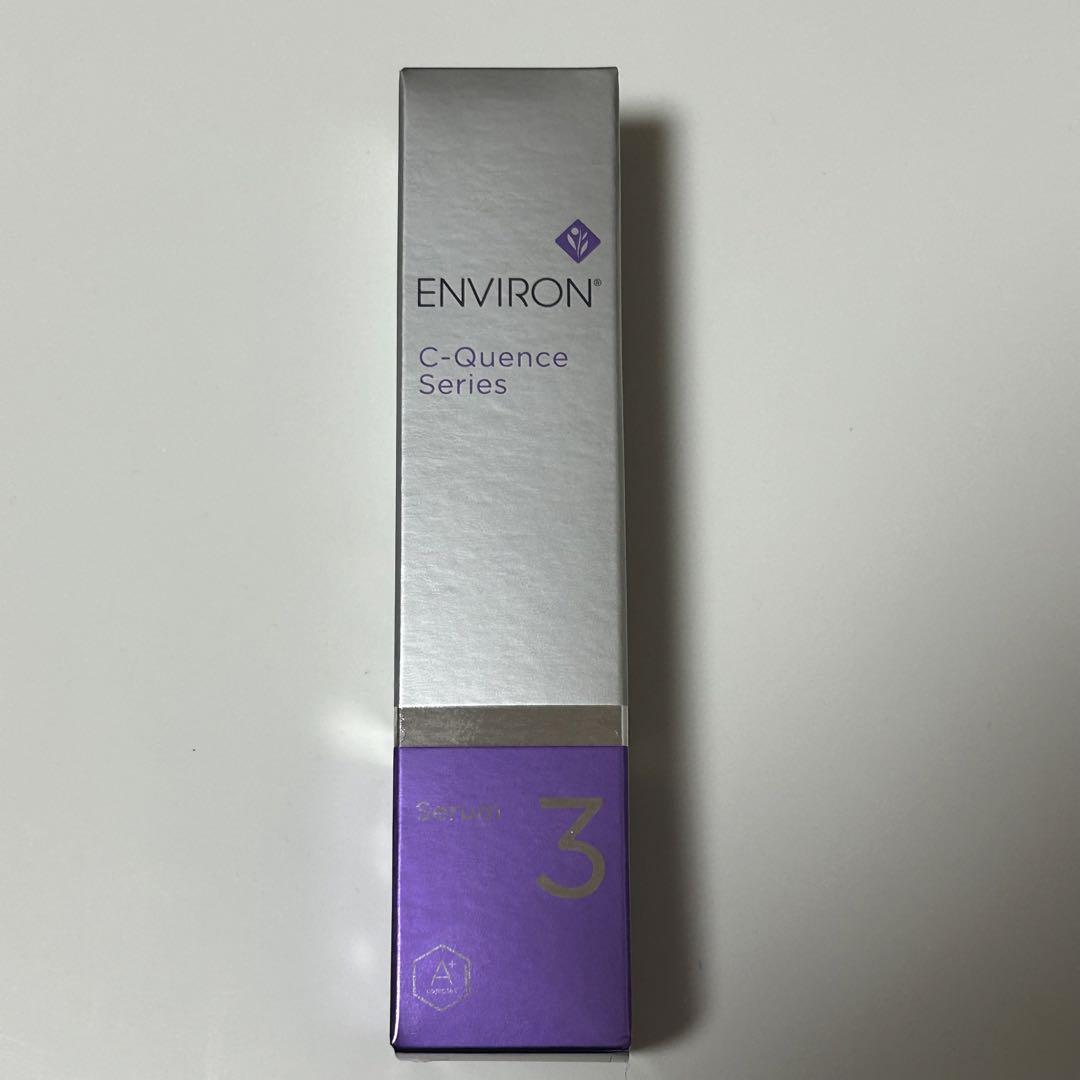 ENVIRON®
C-Quence
Series
Serum
3
A+